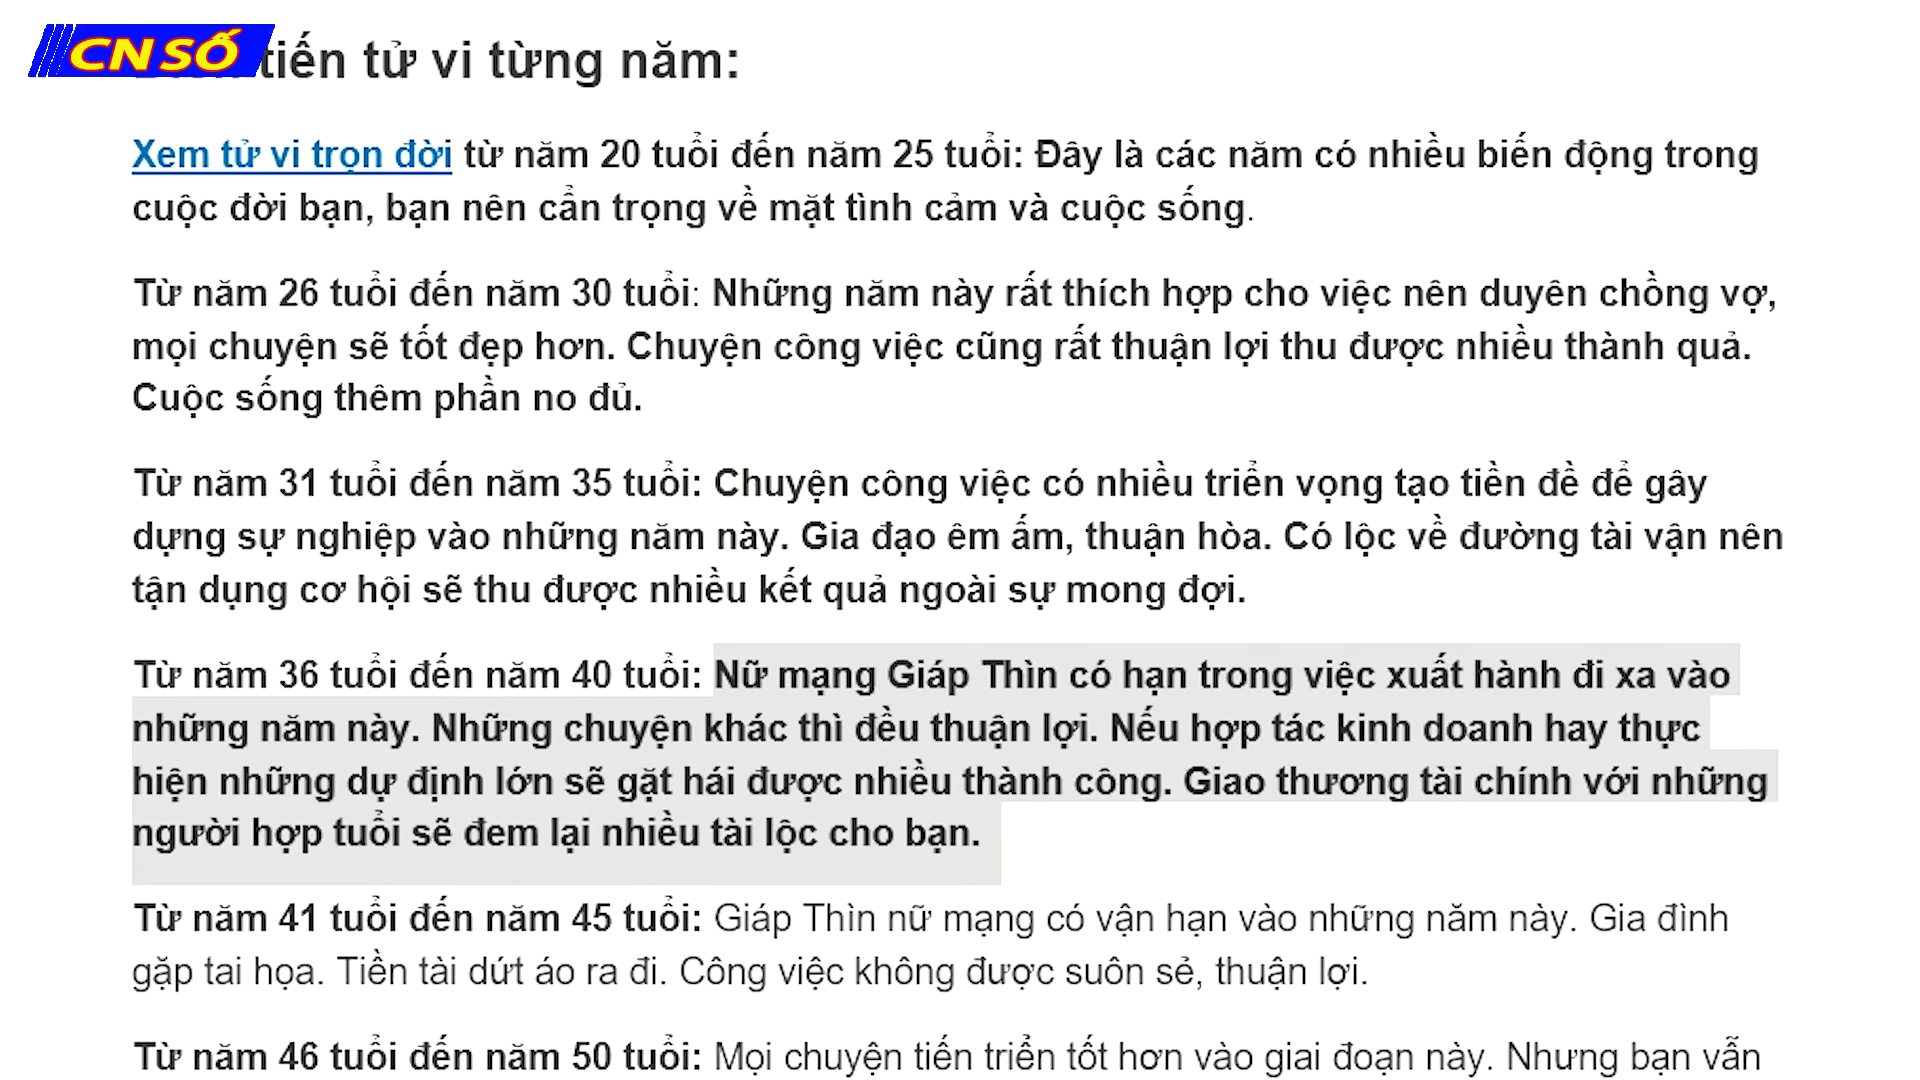 CN SỐ
tiến tử vi từng năm:
Xem tử vi trọn đời từ năm 20 tuổi đến năm 25 tuổi: Đây là các năm có nhiều biến động trong
cuộc đời bạn, bạn nên cẩn trọng về mặt tình cảm và cuộc sống.
Từ năm 26 tuổi đến năm 30 tuổi: Những năm này rất thích hợp cho việc nên duyên chồng vợ,
mọi chuyện sẽ tốt đẹp hơn. Chuyện công việc cũng rất thuận lợi thu được nhiều thành quả.
Cuộc sống thêm phần no đủ.
Từ năm 31 tuổi đến năm 35 tuổi: Chuyện công việc có nhiều triển vọng tạo tiền đề để gây
dựng sự nghiệp vào những năm này. Gia đạo êm ấm, thuận hòa. Có lộc về đường tài vận nên
tận dụng cơ hội sẽ thu được nhiều kết quả ngoài sự mong đợi.
Từ năm 36 tuổi đến năm 40 tuổi: Nữ mạng Giáp Thìn có hạn trong việc xuất hành đi xa vào
những năm này. Những chuyện khác thì đều thuận lợi. Nếu hợp tác kinh doanh hay thực
hiện những dự định lớn sẽ gặt hái được nhiều thành công. Giao thương tài chính với những
người hợp tuổi sẽ đem lại nhiều tài lộc cho bạn.
Từ năm 41 tuổi đến năm 45 tuổi: Giáp Thìn nữ mạng có vận hạn vào những năm này. Gia đình
gặp tai họa. Tiền tài dứt áo ra đi. Công việc không được suôn sẻ, thuận lợi.
Từ năm 46 tuổi đến năm 50 tuổi: Mọi chuyện tiến triển tốt hơn vào giai đoạn này. Nhưng bạn vẫn